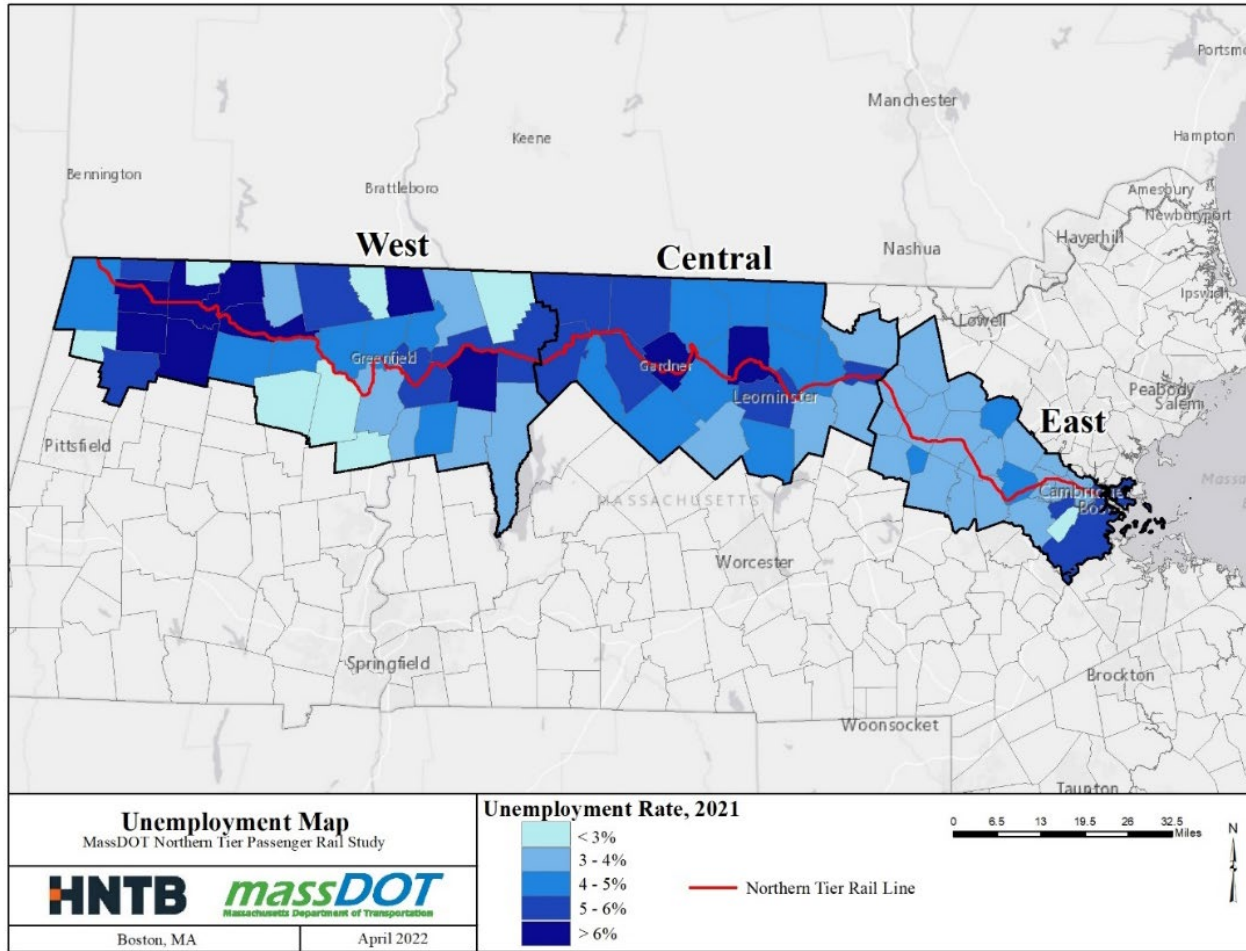 Portsm
Manchester
Keene
Hampton
Bennington
Brattleboro
Amesbury
Newburyport
West
Nashua
Haverhill
Central
Ipswich
Lowell
Greenfield
Gardner
Peabody
Leominster
Salem
East
Pittsfield
MASSACHUSETTS
Massa
Worcester
Springfield
Brockton
Woonsocket
Taunton
Unemployment Map
MassDOT Northern Tier Passenger Rail Study
HNTB
massDOT
Massachusetts Department of Transportation
Boston, MA
April 2022
Unemployment Rate, 2021
< 3%
3 - 4%
4 - 5%
5 - 6%
> 6%
Northern Tier Rail Line
0 6.5 13 19.5 26 32.5
Miles
N